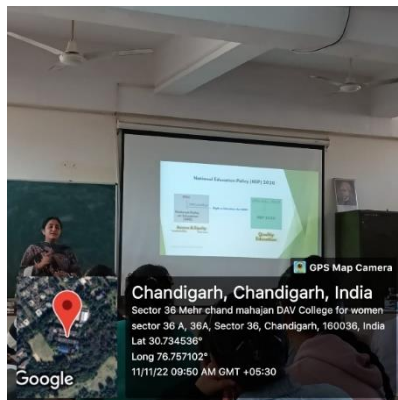 National Education Policy (NEP) 2020
Quality
Education
GPS Map Camera
Chandigarh, Chandigarh, India
Sector 36 Mehr chand mahajan DAV College for women
sector 36 A, 36A, Sector 36, Chandigarh, 160036, India
Lat 30.734536°
Long 76.757102°
11/11/22 09:50 AM GMT +05:30
Google